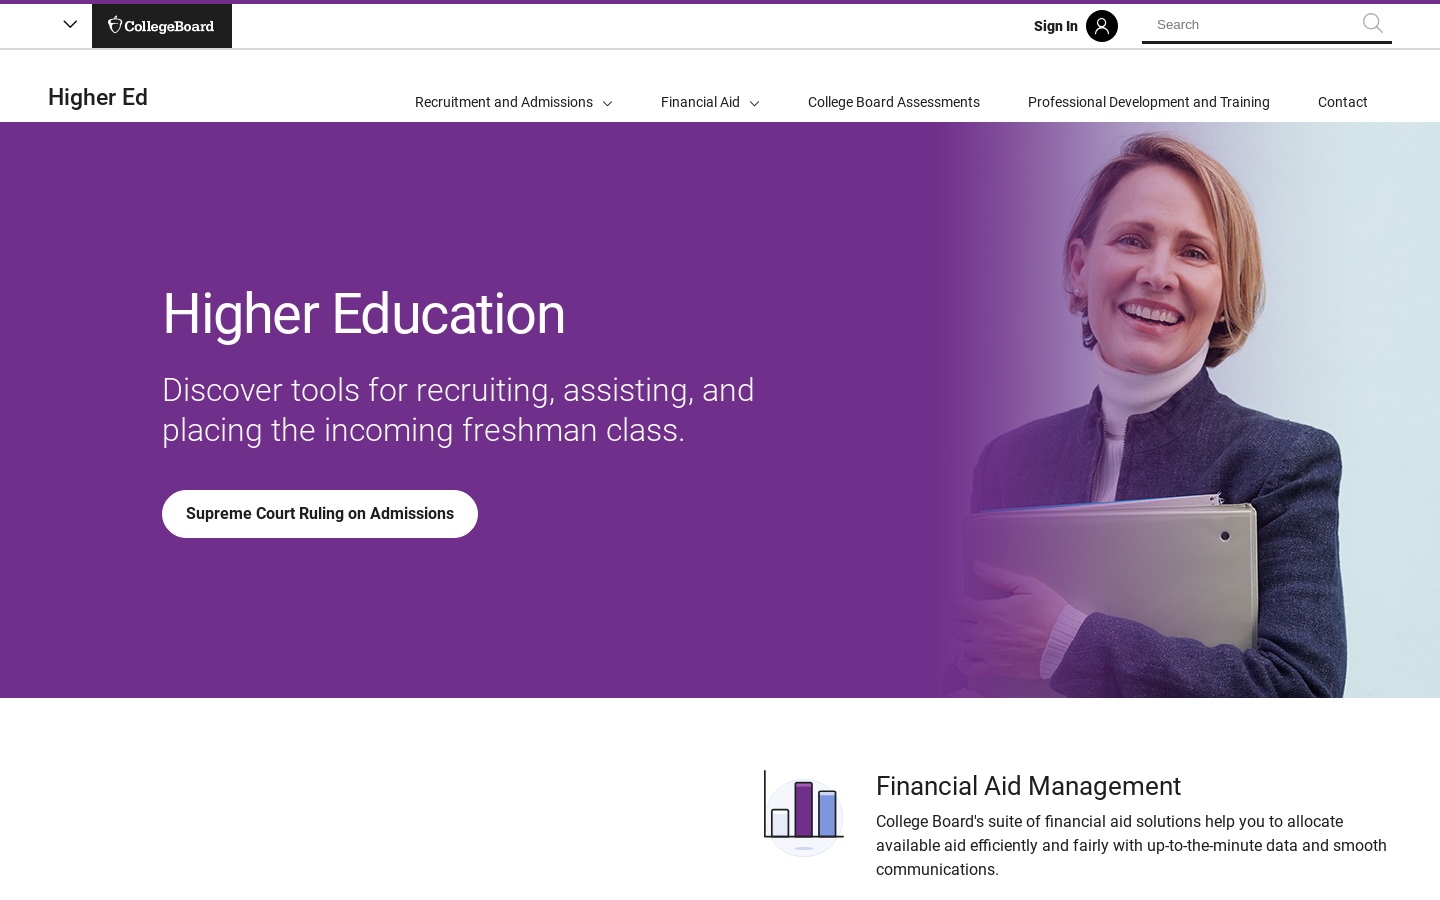 CollegeBoard
Sign In
Search
Higher Ed
Recruitment and Admissions
Financial Aid
College Board Assessments
Professional Development and Training
Contact
Higher Education
Discover tools for recruiting, assisting, and
placing the incoming freshman class.
Supreme Court Ruling on Admissions
Financial Aid Management
College Board's suite of financial aid solutions help you to allocate
available aid efficiently and fairly with up-to-the-minute data and smooth
communications.